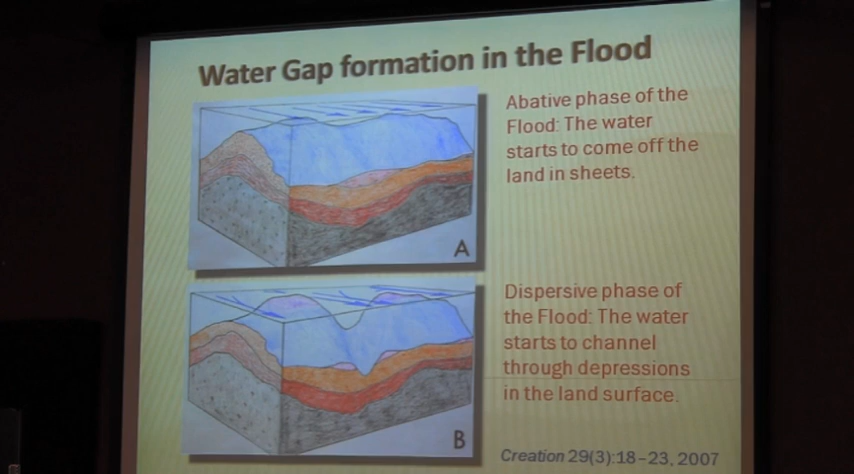 Water Gap formation in the Flood
Abative phase of the
Flood: The water
starts to come off the
land in sheets.
A
Dispersive phase of
the Flood: The water
starts to channel
through depressions
in the land surface.
B
Creation 29(3):18–23, 2007